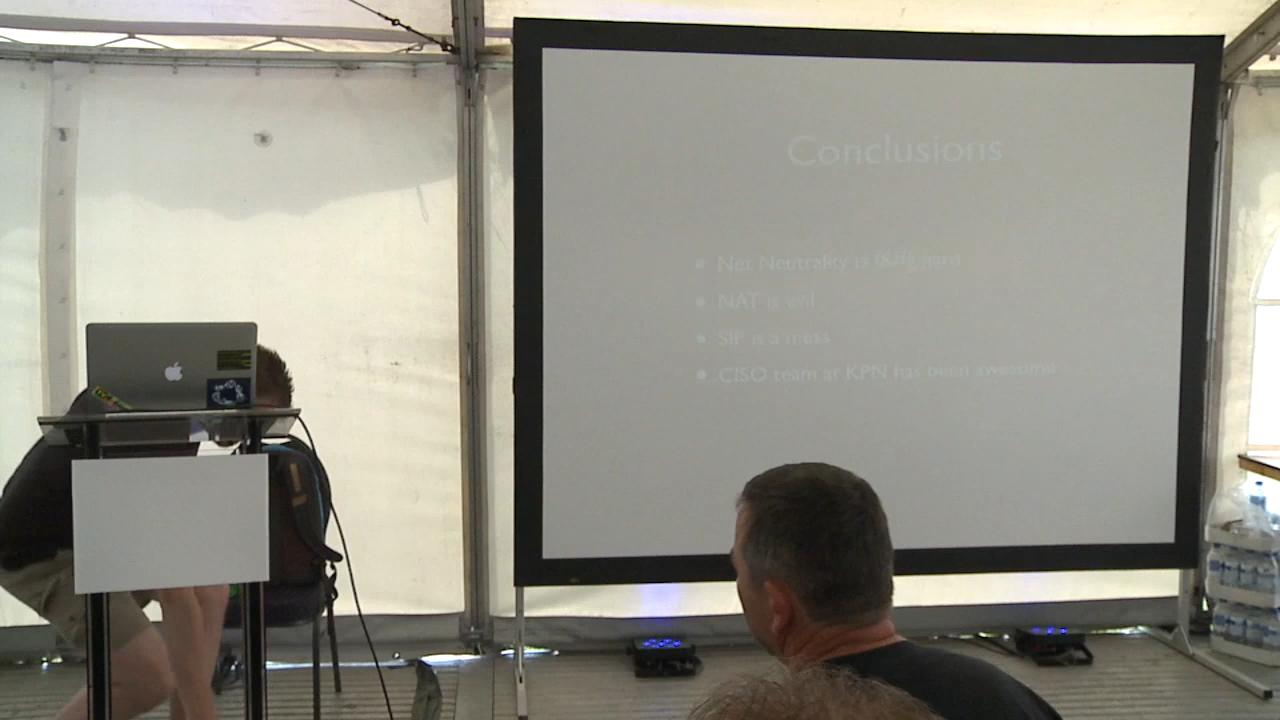 Conclusions
• Net Neutrality is hard
• NAT is evil
• SIP is a mess
• CISO team at KPN has been awesome